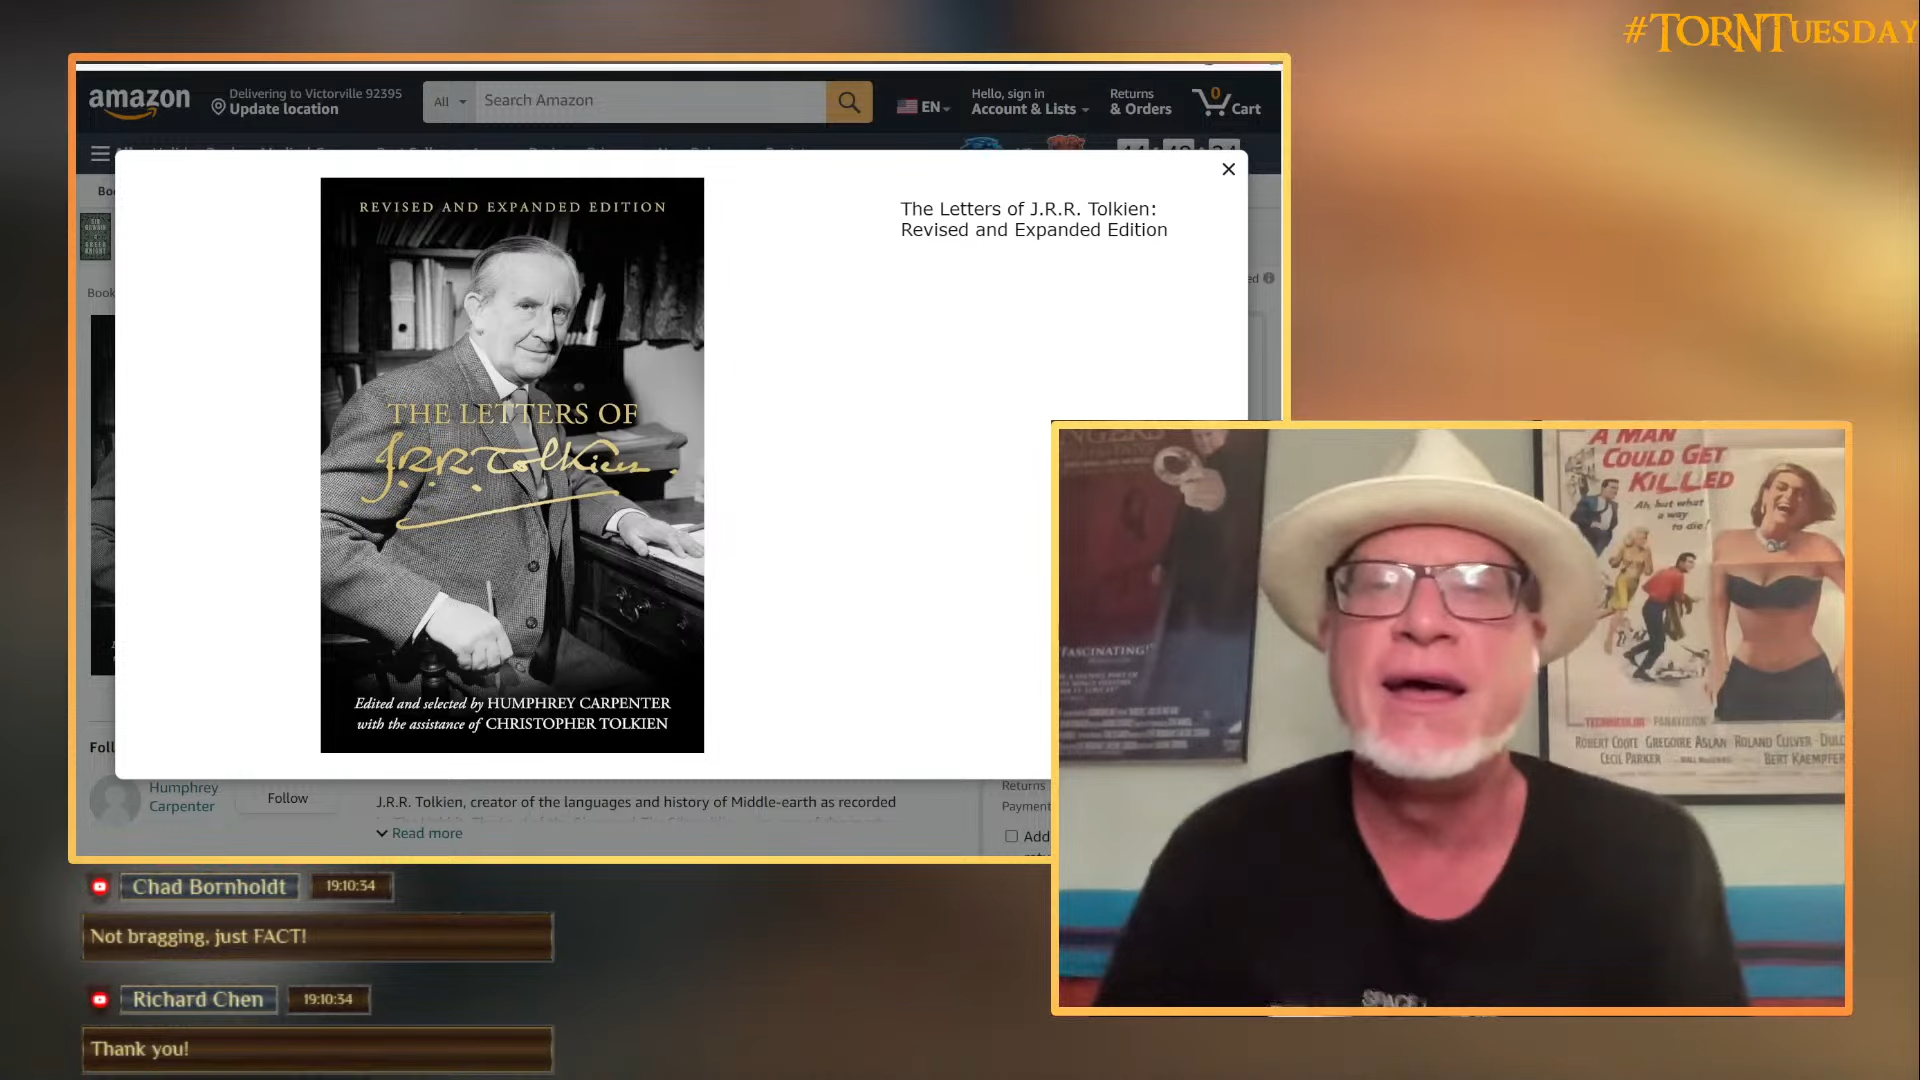 #TORNTUESDAY
amazon
Delivering to Victorville 92395
Update location
All
Search Amazon
EN
Hello, sign in
Account & Lists
Returns
& Orders
0
Cart
The Letters of J.R.R. Tolkien:
Revised and Expanded Edition
REVISED AND EXPANDED EDITION
THE LETTERS OF
J.R.R. Tolkien
Edited and selected by HUMPHREY CARPENTER
with the assistance of CHRISTOPHER TOLKIEN
Humphrey
Carpenter
Follow
J.R.R. Tolkien, creator of the languages and history of Middle-earth as recorded
Read more
Returns
Payment
Add
A MAN
COULD GET
KILLED
Ah, but what
a way
to die!
FASCINATING!
TECHNICOLOR PANAVISION
ROBERT COOTE GREGOIRE ASLAN ROLAND CULVER
CECIL PARKER
BERT KAEMPFER
SPACE
Chad Bornholdt
19:10:34
Not bragging, just FACT!
Richard Chen
19:10:34
Thank you!